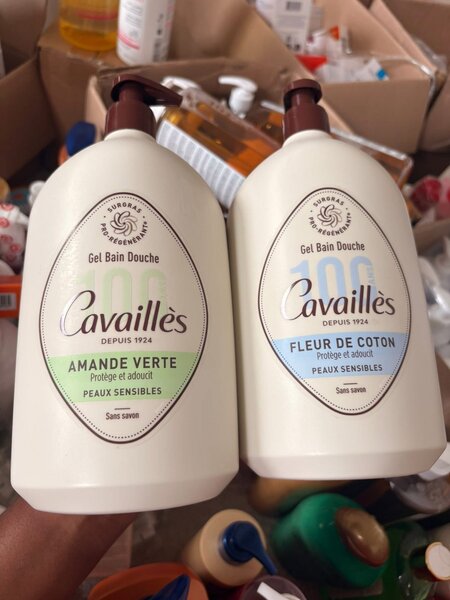 SURGRAS
PRO-RÉGÉNÉRANT*
Gel Bain Douche
100
Cavaillès
DEPUIS 1924
AMANDE VERTE
Protège et adoucit
PEAUX SENSIBLES
Sans savon
SURGRAS
PRO-RÉGÉNÉRANT*
Gel Bain Douche
100
Cavaillès
DEPUIS 1924
FLEUR DE COTON
Protège et adoucit
PEAUX SENSIBLES
Sans savon